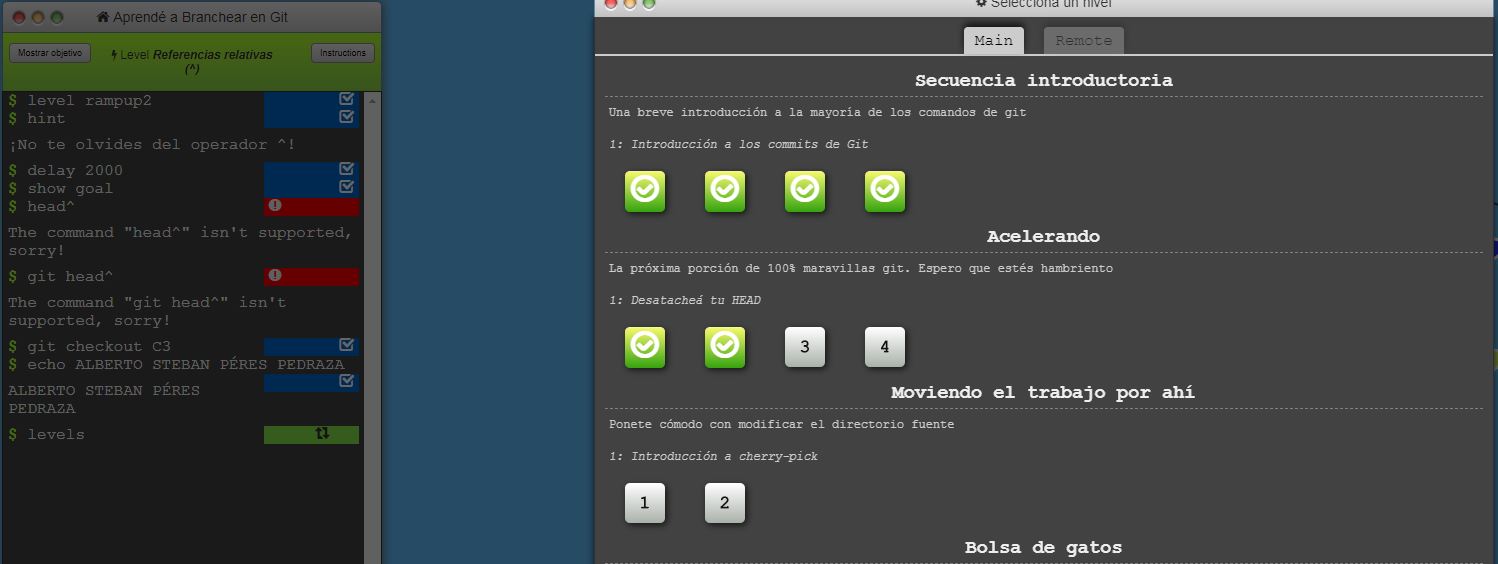 Aprendé a Branchear en Git
Mostrar objetivo
Level Referencias relativas
(^)
Instructions
$ level rampup2
$ hint
¡No te olvides del operador ^!
$ delay 2000
$ show goal
$ head^
The command "head^" isn't supported,
sorry!
$ git head^
The command "git head^" isn't
supported, sorry!
$ git checkout C3
$ echo ALBERTO STEBAN PÉRES PEDRAZA
ALBERTO STEBAN PÉRES
PEDRAZA
$ levels
Selecciona un nivel
Main
Remote
Secuencia introductoria
Una breve introducción a la mayoría de los comandos de git
1: Introducción a los commits de Git
Acelerando
La próxima porción de 100% maravillas git. Espero que estés hambriento
1: Desatacheá tu HEAD
3 4
Moviendo el trabajo por ahí
Ponete cómodo con modificar el directorio fuente
1: Introducción a cherry-pick
1 2
Bolsa de gatos